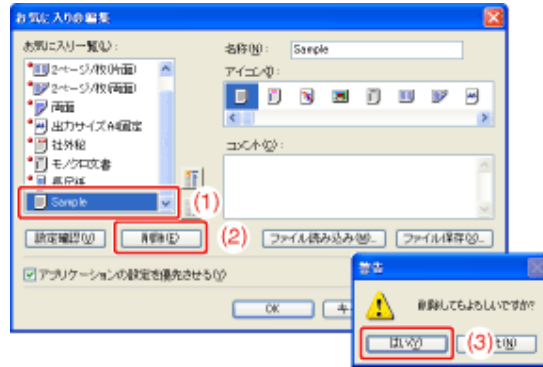 お気に入りの編集
お気に入り一覧(L):
名称(N): Sample
2ページ/枚(片面)
アイコン(I):
2ページ/枚(両面)
両面
出力サイズA4固定
社外秘
コメント(C):
モノクロ文書
長尺紙
Sample
(1)
設定確認(V)
削除(E)
(2)
ファイル読み込み(M)...
ファイル保存(X)...
アプリケーションの設定を優先させる(Y)
警告
OK
キャ
削除してもよろしいですか?
はい(Y)
(3)
(N)